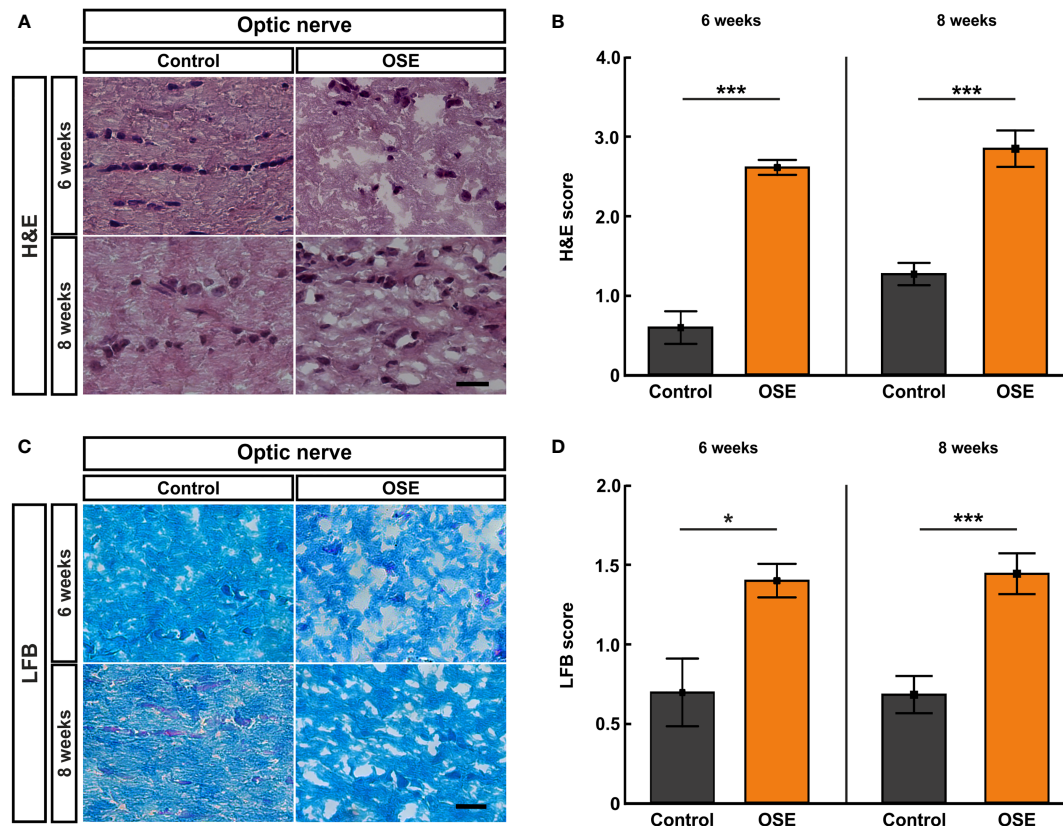 A
Optic nerve
Control
OSE
H&E
6 weeks
8 weeks
B
6 weeks
8 weeks
H&E score
4.0
3.0
2.0
1.0
0
***
***
Control
OSE
Control
OSE
C
Optic nerve
Control
OSE
LFB
6 weeks
8 weeks
D
6 weeks
8 weeks
LFB score
2.0
1.5
1.0
0.5
0
*
***
Control
OSE
Control
OSE